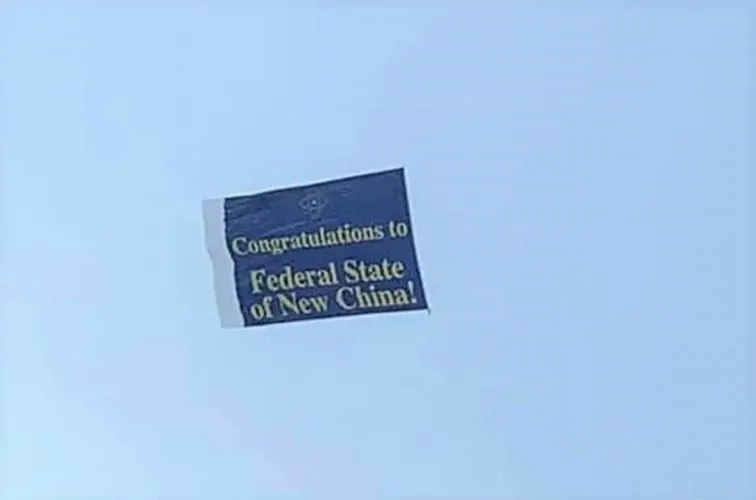 Congratulations to
Federal State
of New China!